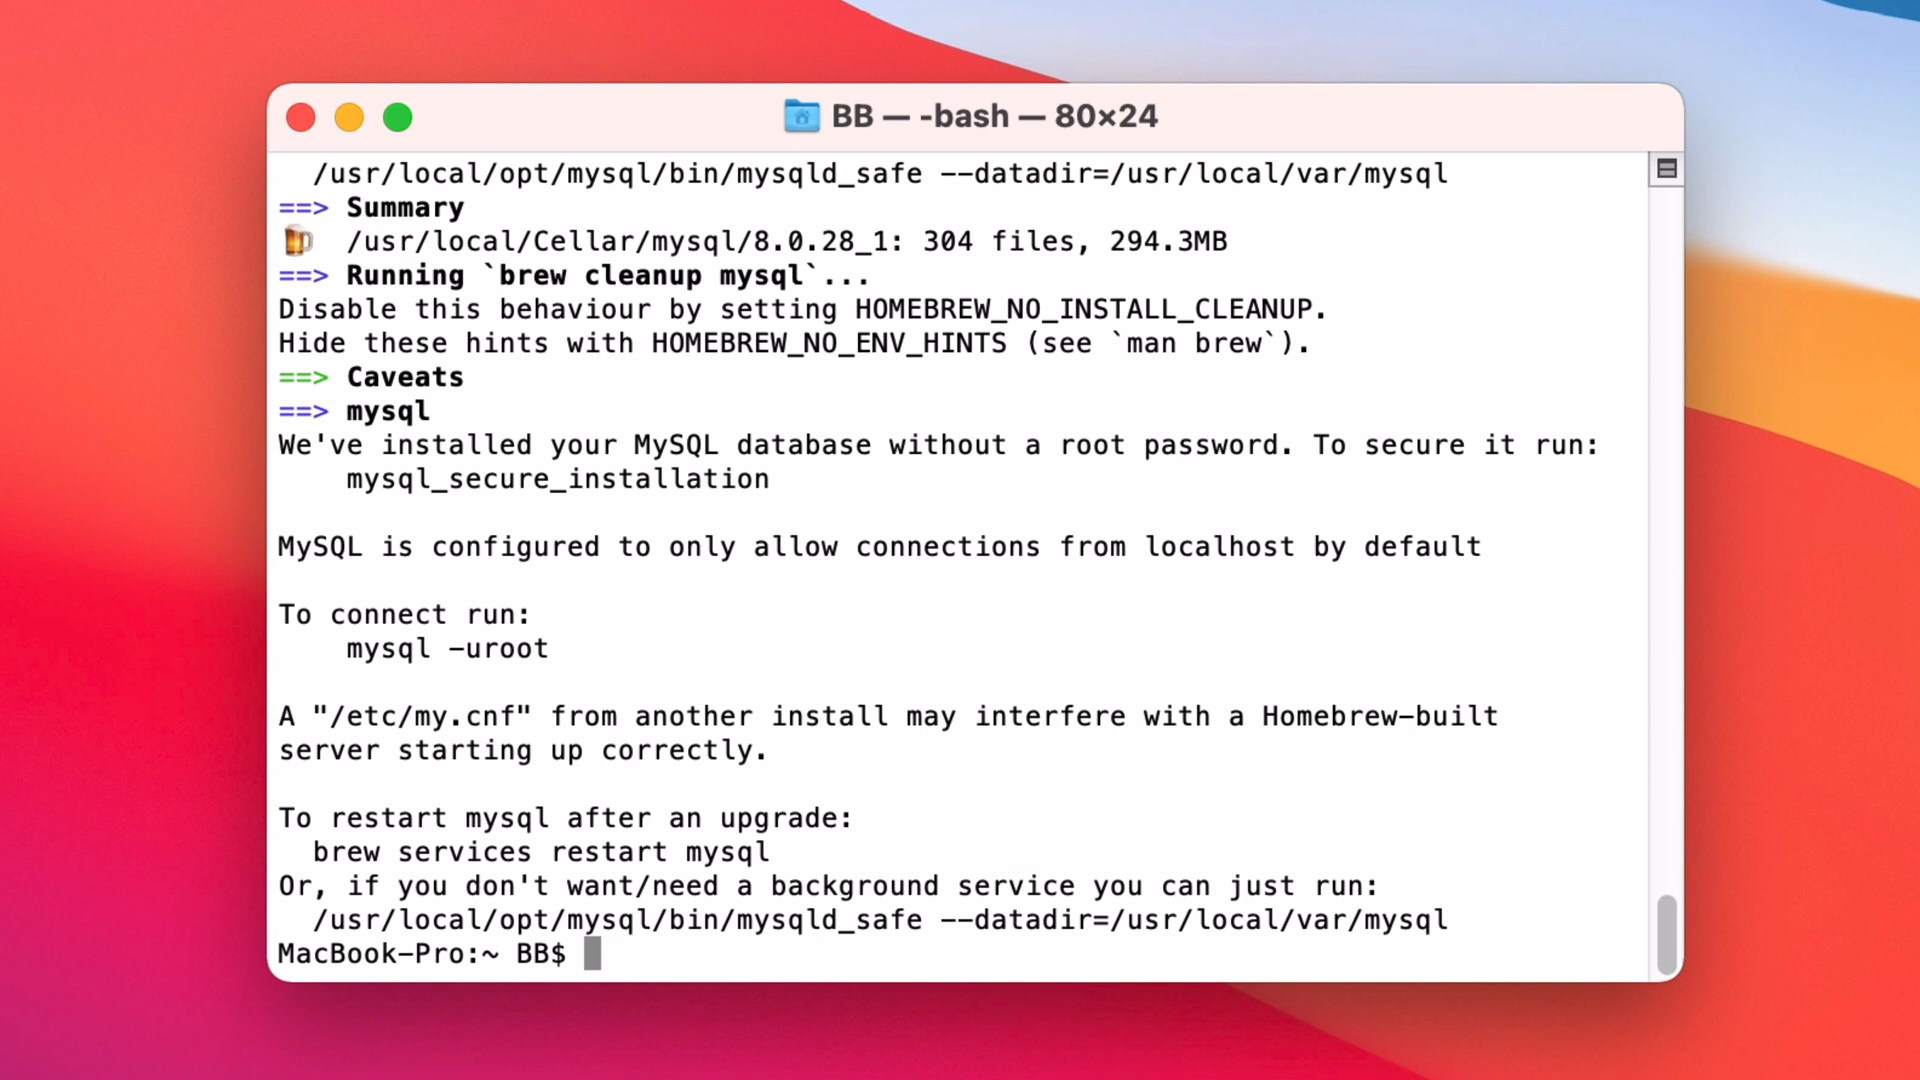 BB — -bash — 80×24
/usr/local/opt/mysql/bin/mysqld_safe --datadir=/usr/local/var/mysql
==> Summary
🍺  /usr/local/Cellar/mysql/8.0.28_1: 304 files, 294.3MB
==> Running `brew cleanup mysql`...
Disable this behaviour by setting HOMEBREW_NO_INSTALL_CLEANUP.
Hide these hints with HOMEBREW_NO_ENV_HINTS (see `man brew`).
==> Caveats
==> mysql
We've installed your MySQL database without a root password. To secure it run:
mysql_secure_installation
MySQL is configured to only allow connections from localhost by default
To connect run:
mysql -uroot
A "/etc/my.cnf" from another install may interfere with a Homebrew-built
server starting up correctly.
To restart mysql after an upgrade:
brew services restart mysql
Or, if you don't want/need a background service you can just run:
/usr/local/opt/mysql/bin/mysqld_safe --datadir=/usr/local/var/mysql
MacBook-Pro:~ BB$